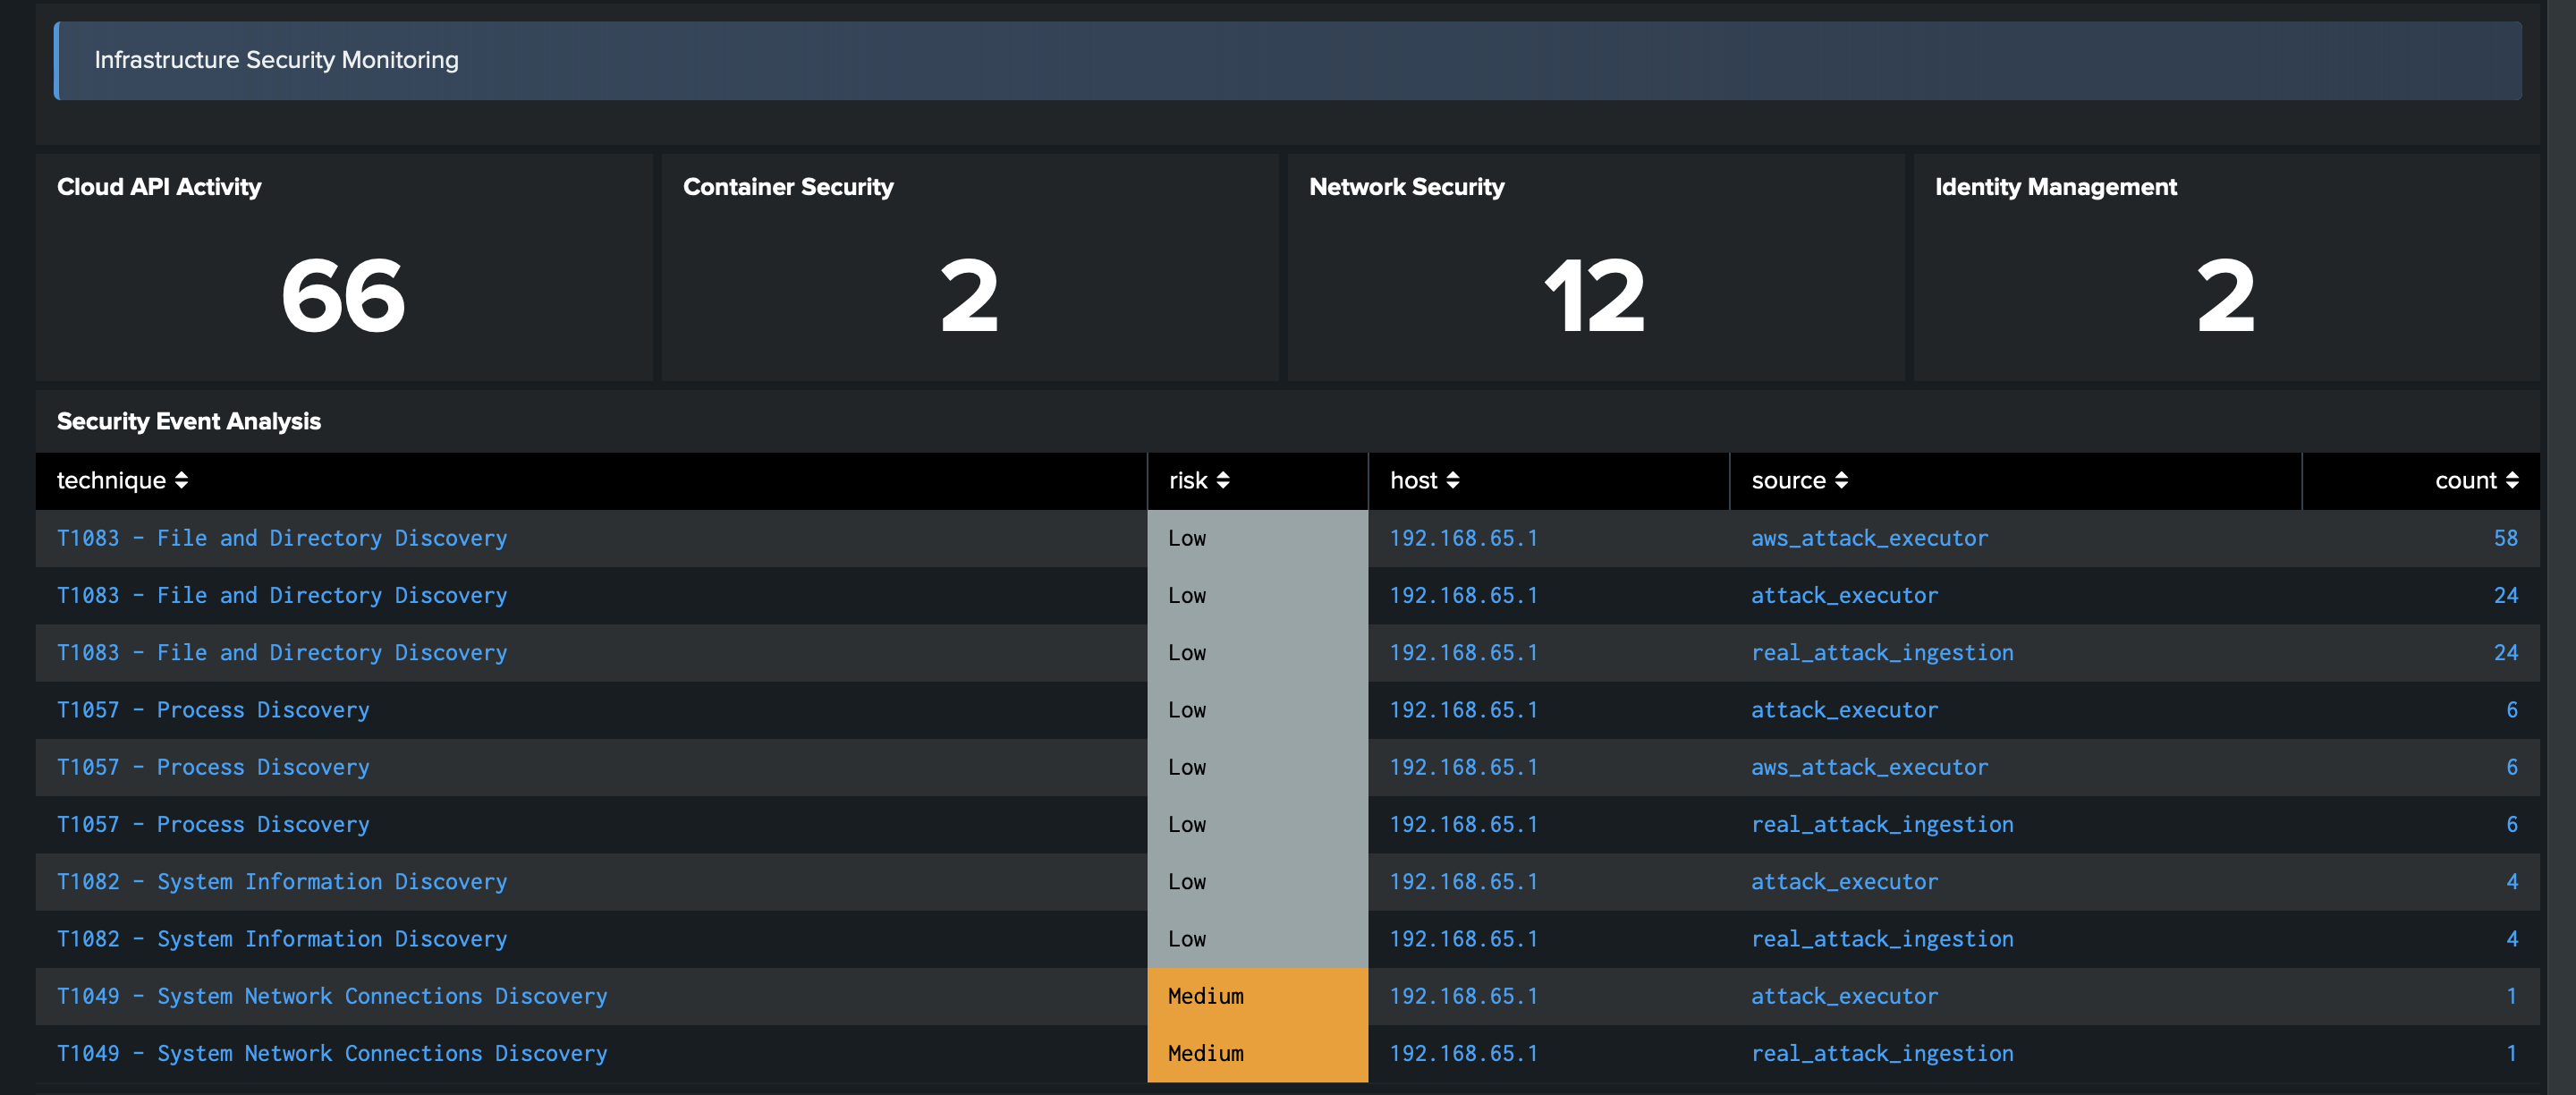 Infrastructure Security Monitoring
Cloud API Activity Container Security Network Security Identity Management
66 2 12 2
Security Event Analysis
technique risk host source count
T1083 - File and Directory Discovery Low 192.168.65.1 aws_attack_executor 58
T1083 - File and Directory Discovery Low 192.168.65.1 attack_executor 24
T1083 - File and Directory Discovery Low 192.168.65.1 real_attack_ingestion 24
T1057 - Process Discovery Low 192.168.65.1 attack_executor 6
T1057 - Process Discovery Low 192.168.65.1 aws_attack_executor 6
T1057 - Process Discovery Low 192.168.65.1 real_attack_ingestion 6
T1082 - System Information Discovery Low 192.168.65.1 attack_executor 4
T1082 - System Information Discovery Low 192.168.65.1 real_attack_ingestion 4
T1049 - System Network Connections Discovery Medium 192.168.65.1 attack_executor 1
T1049 - System Network Connections Discovery Medium 192.168.65.1 real_attack_ingestion 1